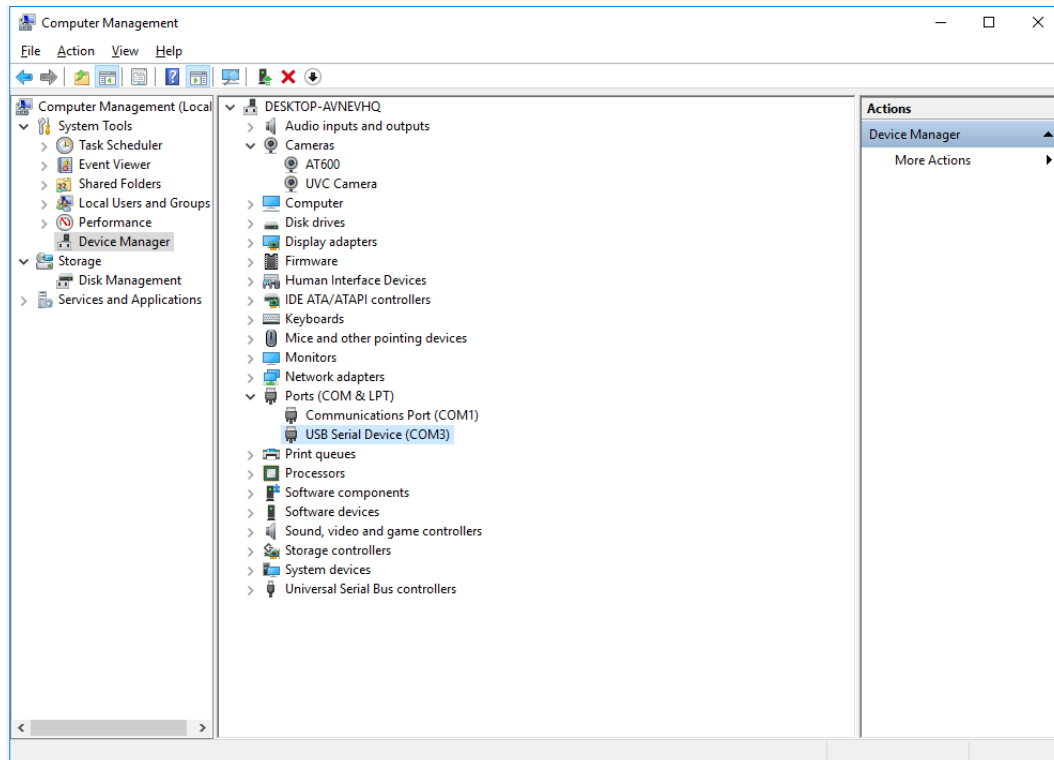 Computer Management
File Action View Help
Computer Management (Local
System Tools
Task Scheduler
Event Viewer
Shared Folders
Local Users and Groups
Performance
Device Manager
Storage
Disk Management
Services and Applications
DESKTOP-AVNEVHQ
Audio inputs and outputs
Cameras
AT600
UVC Camera
Computer
Disk drives
Display adapters
Firmware
Human Interface Devices
IDE ATA/ATAPI controllers
Keyboards
Mice and other pointing devices
Monitors
Network adapters
Ports (COM & LPT)
Communications Port (COM1)
USB Serial Device (COM3)
Print queues
Processors
Software components
Software devices
Sound, video and game controllers
Storage controllers
System devices
Universal Serial Bus controllers
Actions
Device Manager
More Actions